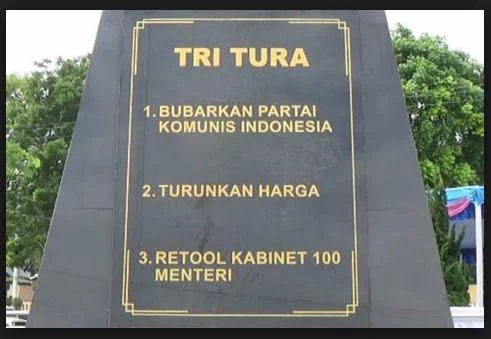 TRI TURA
1. BUBARKAN PARTAI
KOMUNIS INDONESIA
2. TURUNKAN HARGA
3. RETOOL KABINET 100
MENTERI